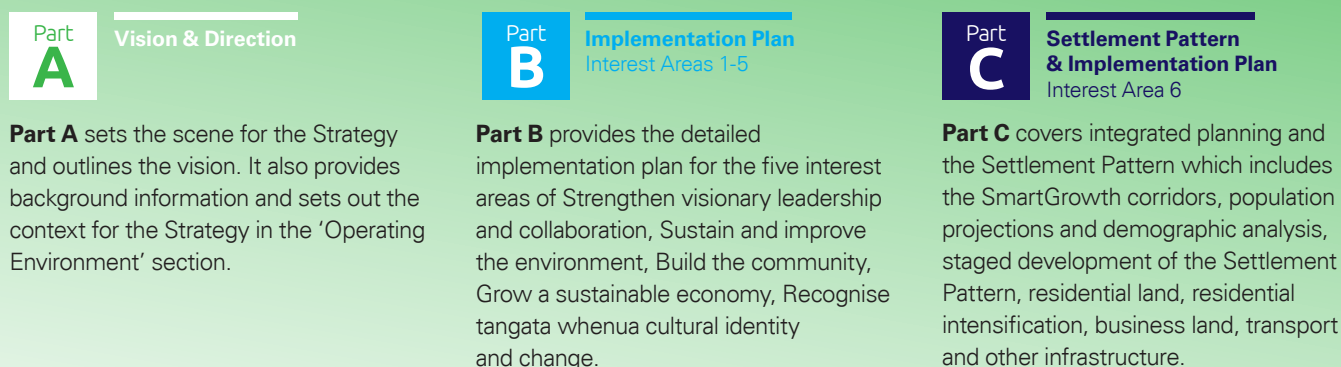 Part
A
Vision & Direction
Part A sets the scene for the Strategy
and outlines the vision. It also provides
background information and sets out the
context for the Strategy in the ‘Operating
Environment’ section.
Part
B
Implementation Plan
Interest Areas 1-5
Part B provides the detailed
implementation plan for the five interest
areas of Strengthen visionary leadership
and collaboration, Sustain and improve
the environment, Build the community,
Grow a sustainable economy, Recognise
tangata whenua cultural identity
and change.
Part
C
Settlement Pattern
& Implementation Plan
Interest Area 6
Part C covers integrated planning and
the Settlement Pattern which includes
the SmartGrowth corridors, population
projections and demographic analysis,
staged development of the Settlement
Pattern, residential land, residential
intensification, business land, transport
and other infrastructure.